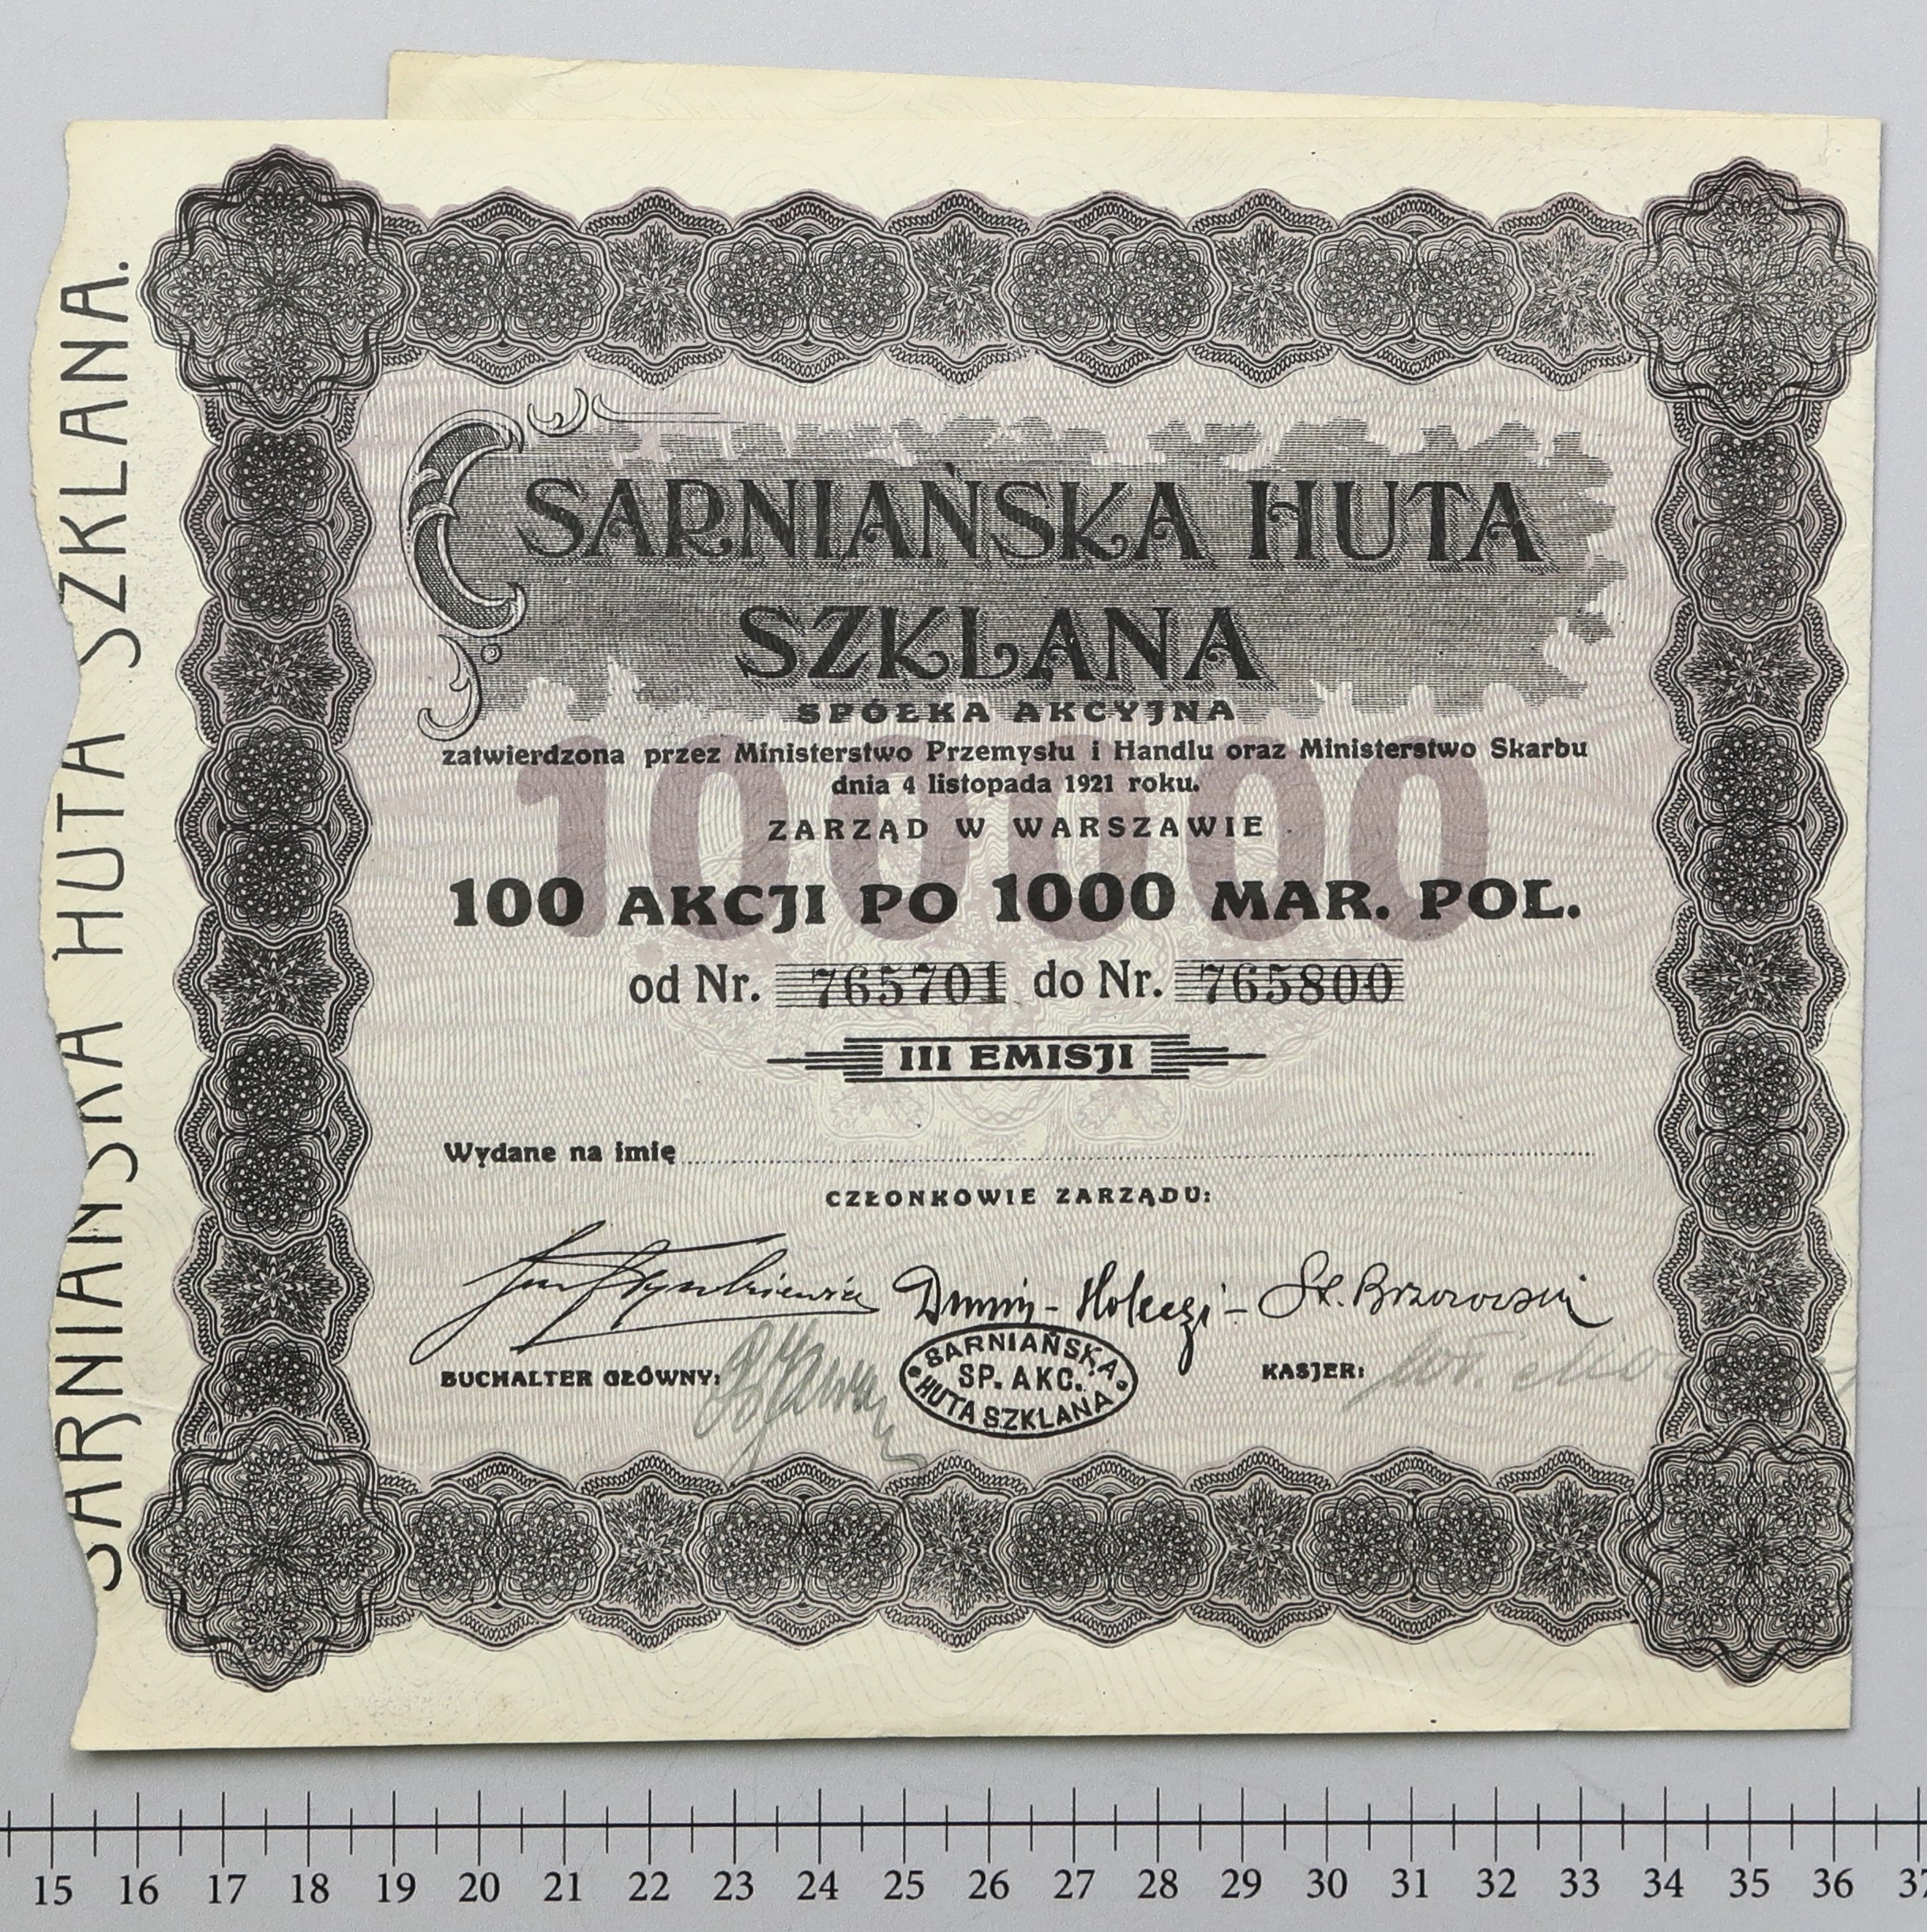 SARNIAŃSKA HUTA SZKLANA.
SARNIAŃSKA HUTA
SZKLANA
SPÓŁKA AKCYJNA
zatwierdzona przez Ministerstwo Przemysłu i Handlu oraz Ministerstwo Skarbu
dnia 4 listopada 1921 roku.
100000
ZARZĄD W WARSZAWIE
100 AKCJI PO 1000 MAR. POL.
od Nr. 765701 do Nr. 765800
III EMISJI
Wydane na imię
CZŁONKOWIE ZARZĄDU:
St. Brzozowski
BUCHALTER GŁÓWNY:
SARNIAŃSKA
SP. AKC.
HUTA SZKLANA
KASJER:
15 16 17 18 19 20 21 22 23 24 25 26 27 28 29 30 31 32 33 34 35 36 37